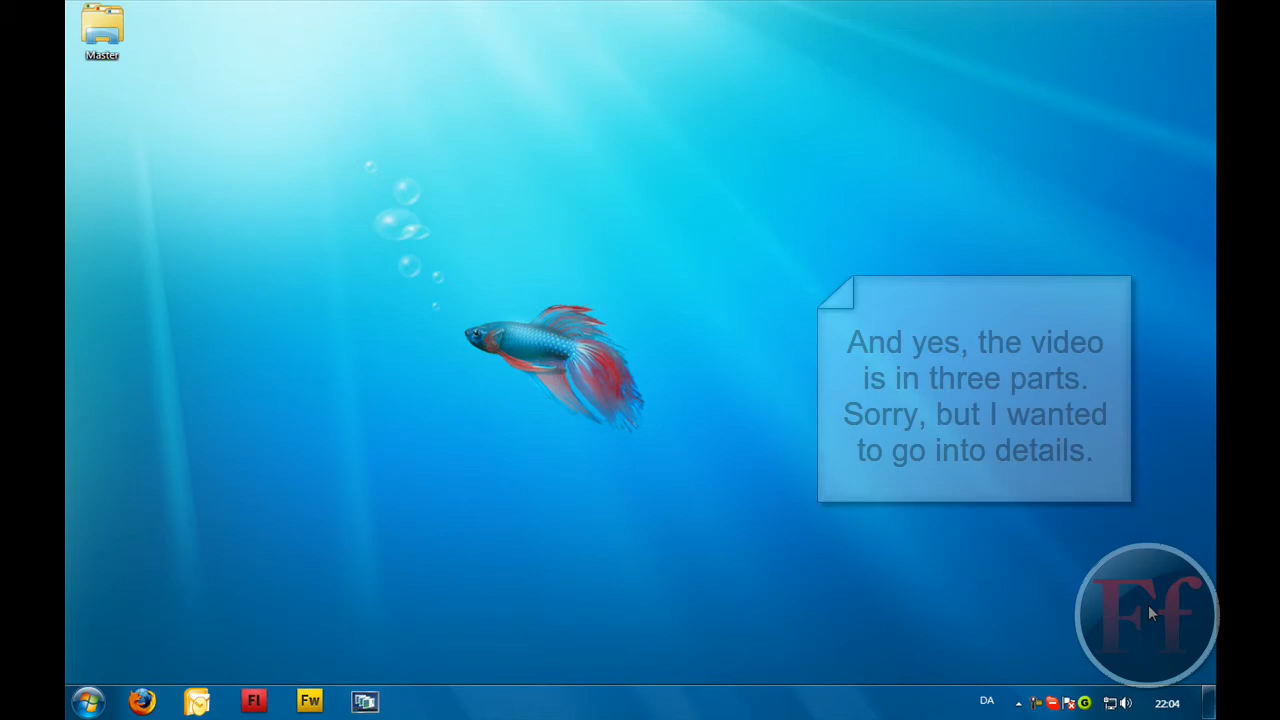 Master
And yes, the video
is in three parts.
Sorry, but I wanted
to go into details.
Ff
Fl
Fw
DA
G
22:04